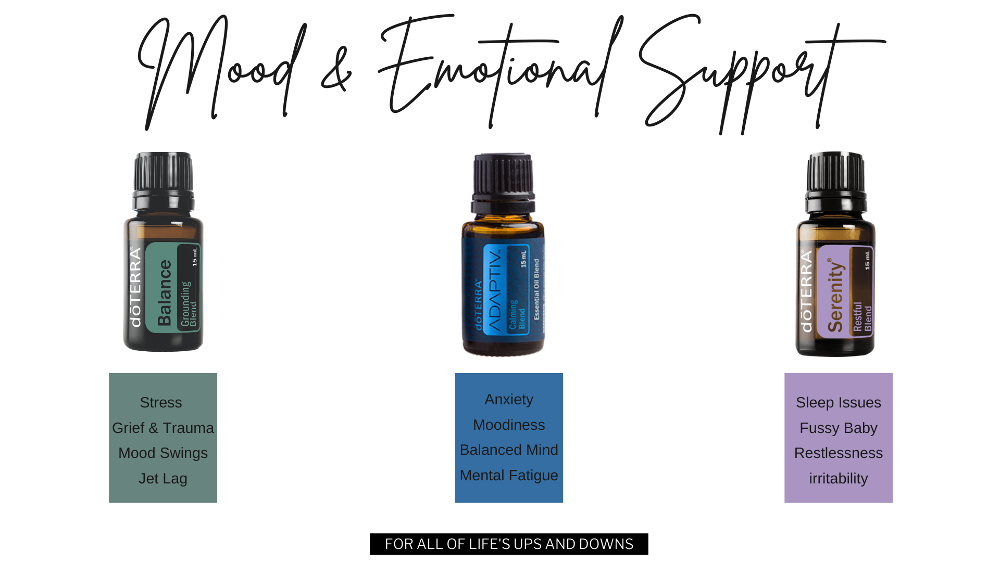 Mood & Emotional Support
dōTERRA®
Balance
Grounding
Blend
15 mL
dōTERRA®
ADAPTIV™
Calming
Blend
15 mL
Essential Oil Blend
dōTERRA®
Serenity®
Restful
Blend
15 mL
Stress
Grief & Trauma
Mood Swings
Jet Lag
Anxiety
Moodiness
Balanced Mind
Mental Fatigue
Sleep Issues
Fussy Baby
Restlessness
irritability
FOR ALL OF LIFE'S UPS AND DOWNS